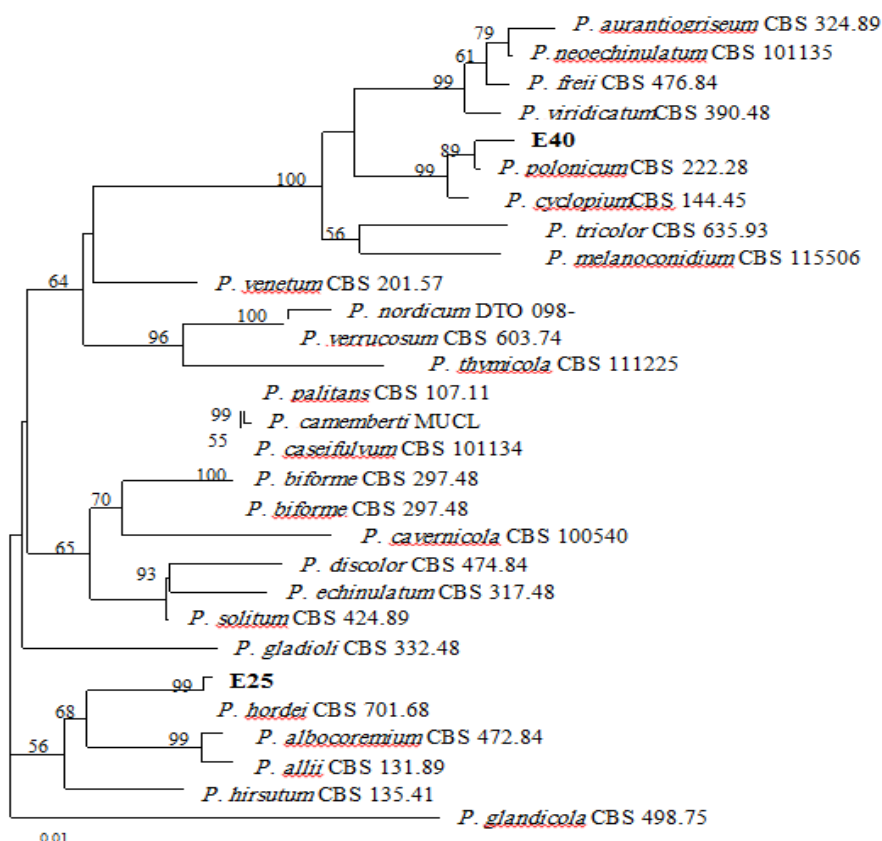 P. aurantiogriseum CBS 324.89
79
P. neoechinulatum CBS 101135
61
P. freii CBS 476.84
99
P. viridicatumCBS 390.48
E40
89
P. polonicum CBS 222.28
99
100
P. cyclopiumCBS 144.45
P. tricolor CBS 635.93
56
P. melanoconidium CBS 115506
64
P. venetum CBS 201.57
P. nordicum DTO 098-
100
P. verrucosum CBS 603.74
96
P. thymicola CBS 111225
P. palitans CBS 107.11
99
P. camemberti MUCL
55
P. caseifulvum CBS 101134
100
P. biforme CBS 297.48
70
P. biforme CBS 297.48
P. cavernicola CBS 100540
65
P. discolor CBS 474.84
93
P. echinulatum CBS 317.48
P. solitum CBS 424.89
P. gladioli CBS 332.48
99
E25
68
P. hordei CBS 701.68
99
P. albocoremium CBS 472.84
56
P. allii CBS 131.89
P. hirsutum CBS 135.41
P. glandicola CBS 498.75
0.01